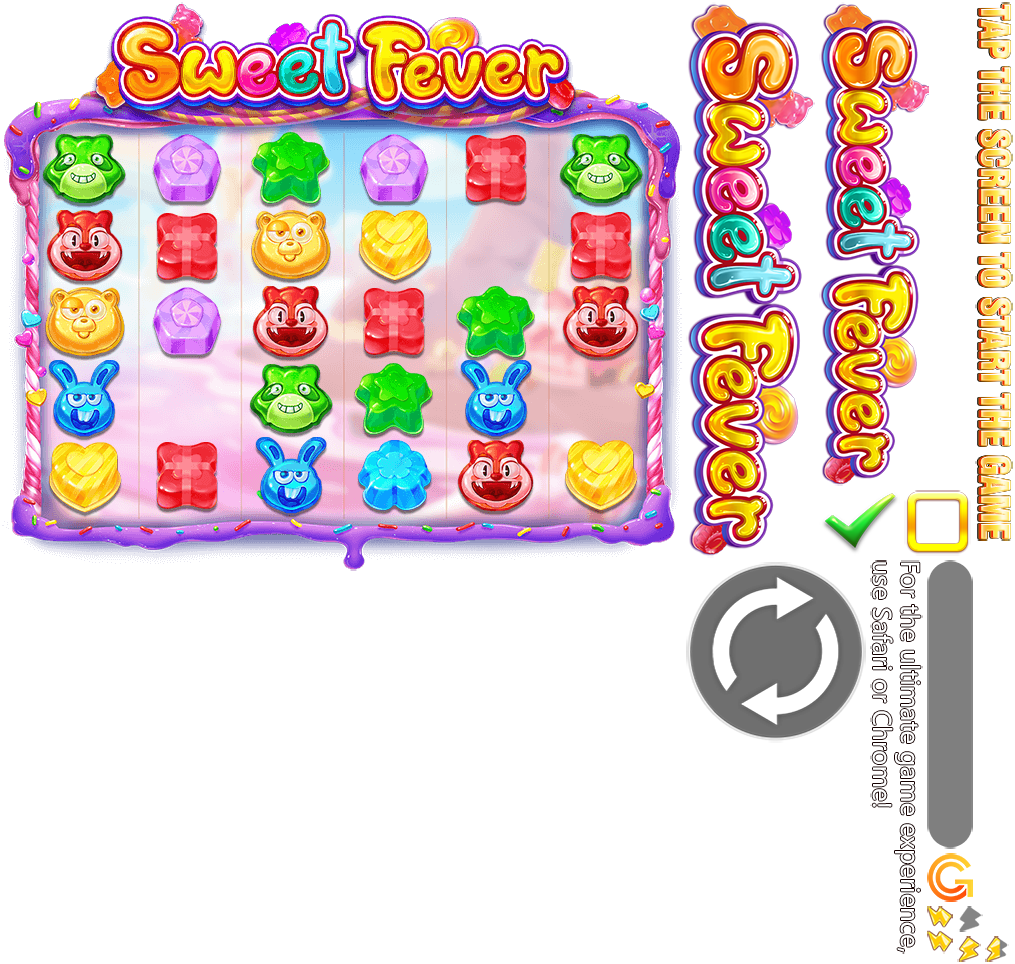 Sweet Fever
Sweet Fever
Sweet Fever
TAP THE SCREEN TO START THE GAME
For the ultimate game experience,
use Safari or Chrome!
G